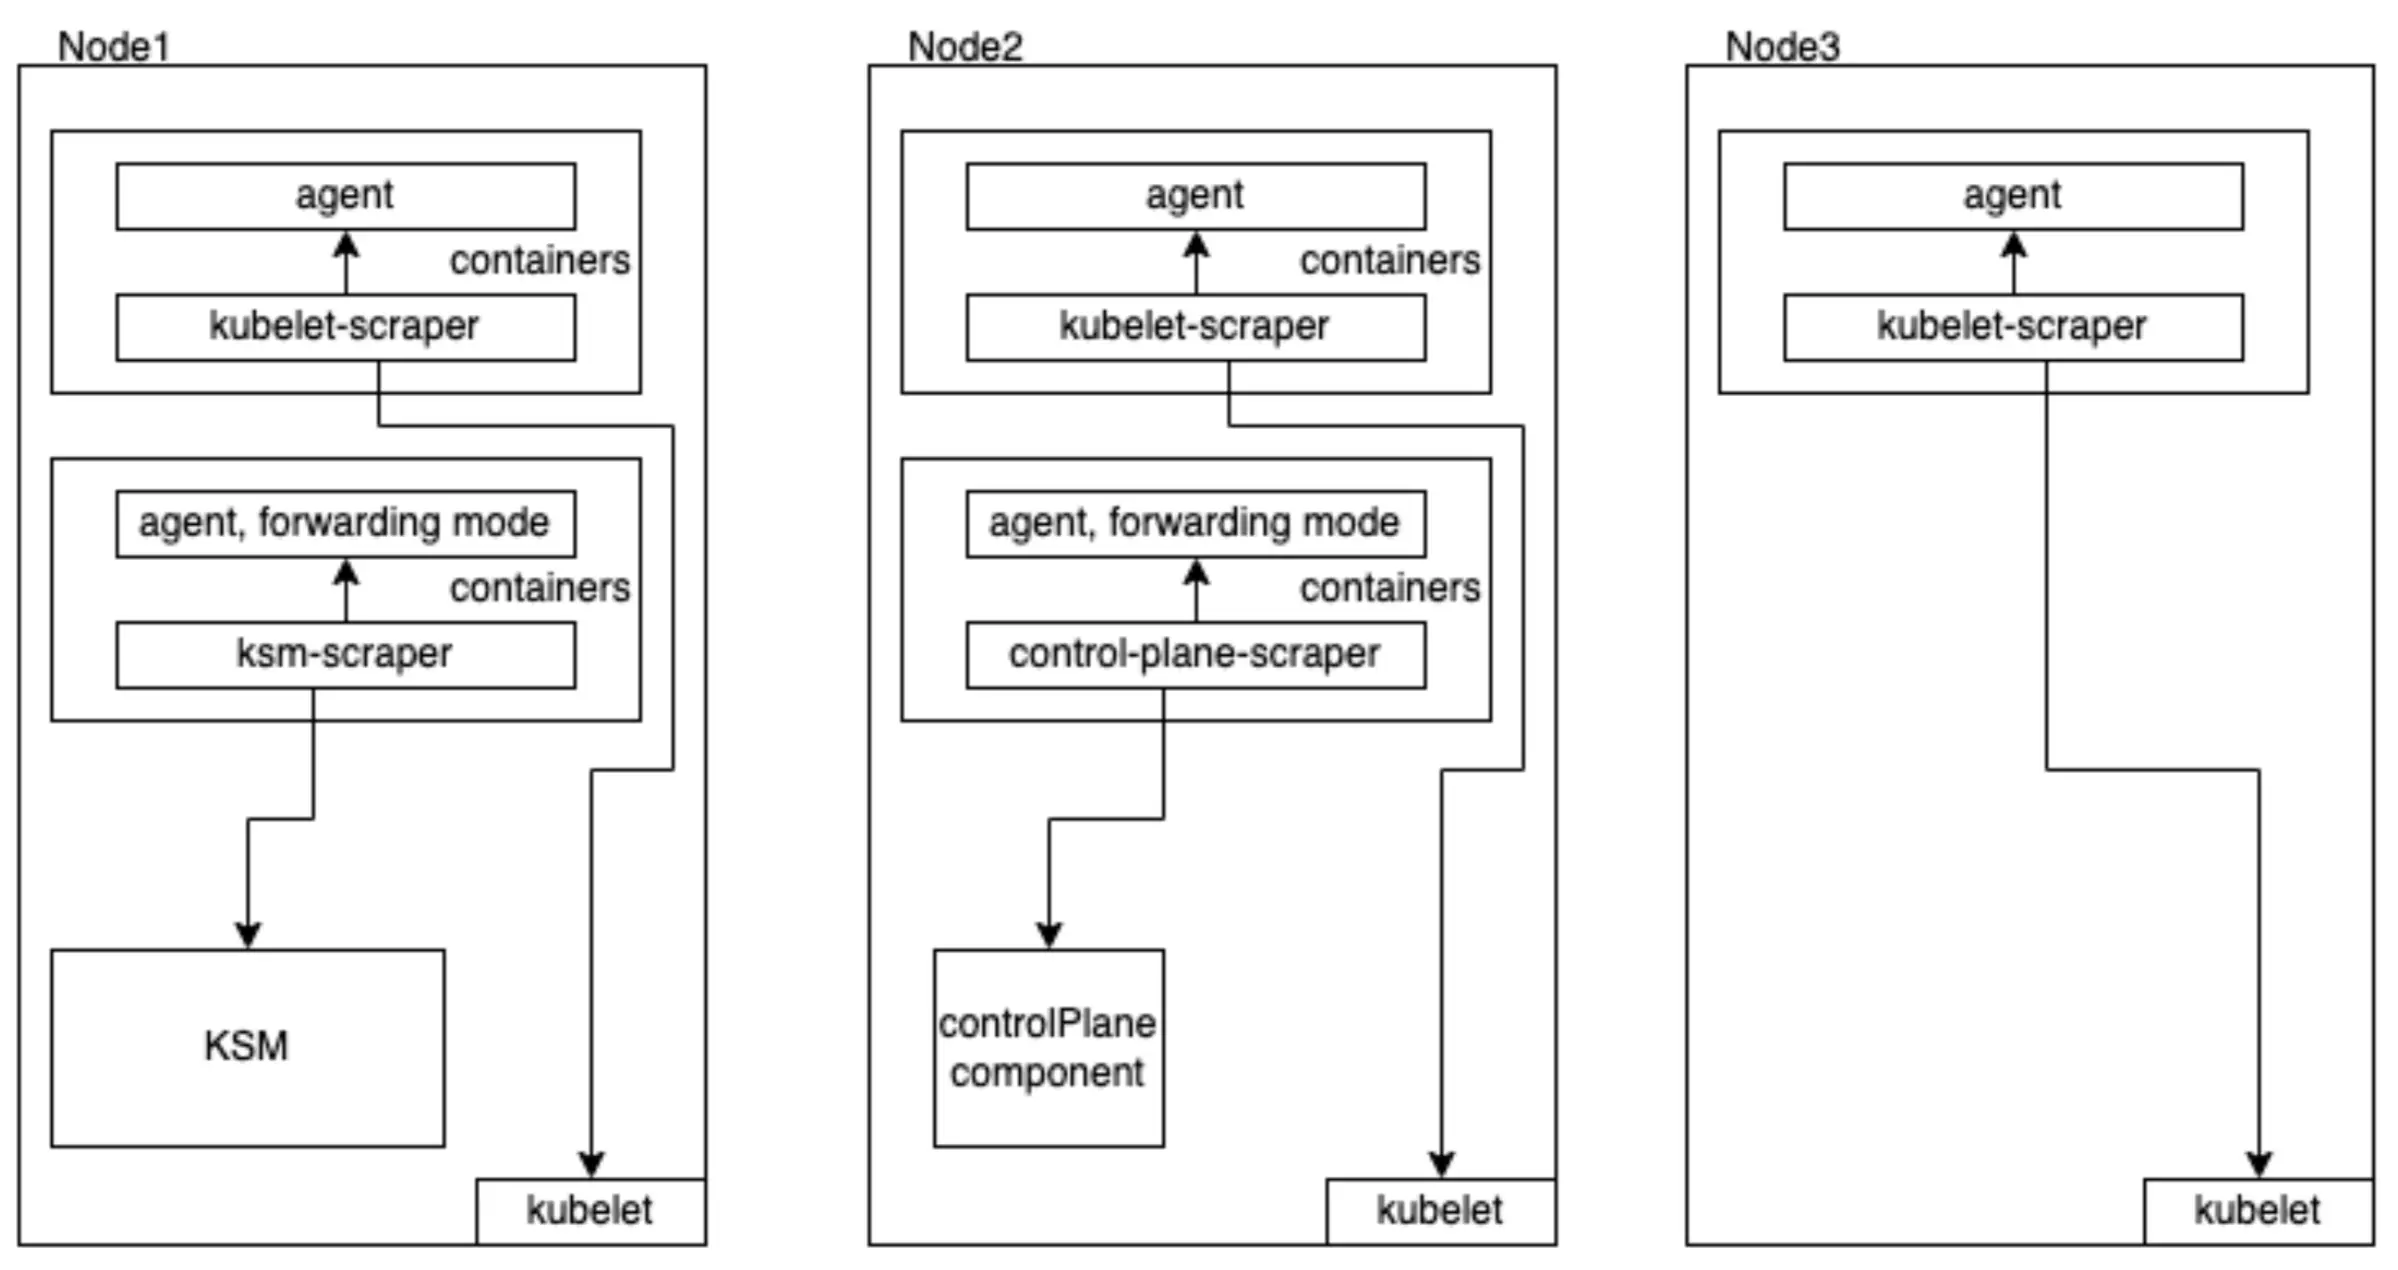 Node1
agent
containers
kubelet-scraper
agent, forwarding mode
containers
ksm-scraper
KSM
kubelet
Node2
agent
containers
kubelet-scraper
agent, forwarding mode
containers
control-plane-scraper
controlPlane
component
kubelet
Node3
agent
kubelet-scraper
kubelet